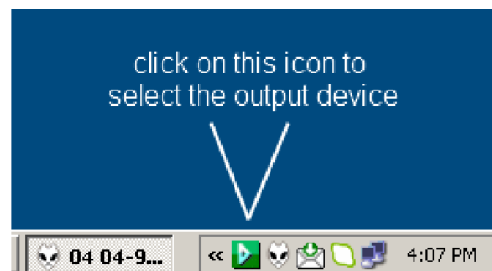 click on this icon to
select the output device
04 04-9... « 4:07 PM